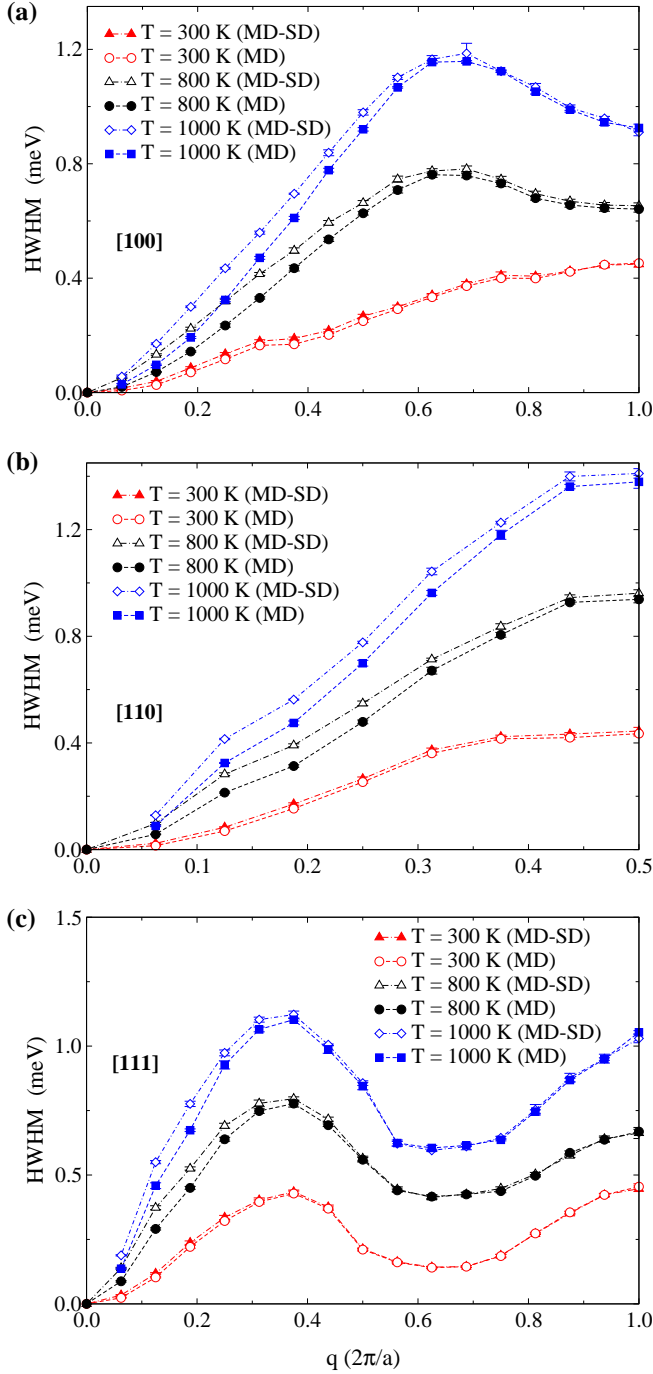 (a)
1.2
0.8
0.4
0.0
HWHM (meV)
T = 300 K (MD-SD)
T = 300 K (MD)
T = 800 K (MD-SD)
T = 800 K (MD)
T = 1000 K (MD-SD)
T = 1000 K (MD)
[100]
0.0 0.2 0.4 0.6 0.8 1.0
(b)
1.2
0.8
0.4
0.0
HWHM (meV)
T = 300 K (MD-SD)
T = 300 K (MD)
T = 800 K (MD-SD)
T = 800 K (MD)
T = 1000 K (MD-SD)
T = 1000 K (MD)
[110]
0.0 0.1 0.2 0.3 0.4 0.5
(c)
1.5
1.0
0.5
0.0
HWHM (meV)
T = 300 K (MD-SD)
T = 300 K (MD)
T = 800 K (MD-SD)
T = 800 K (MD)
T = 1000 K (MD-SD)
T = 1000 K (MD)
[111]
0.0 0.2 0.4 0.6 0.8 1.0
q (2π/a)